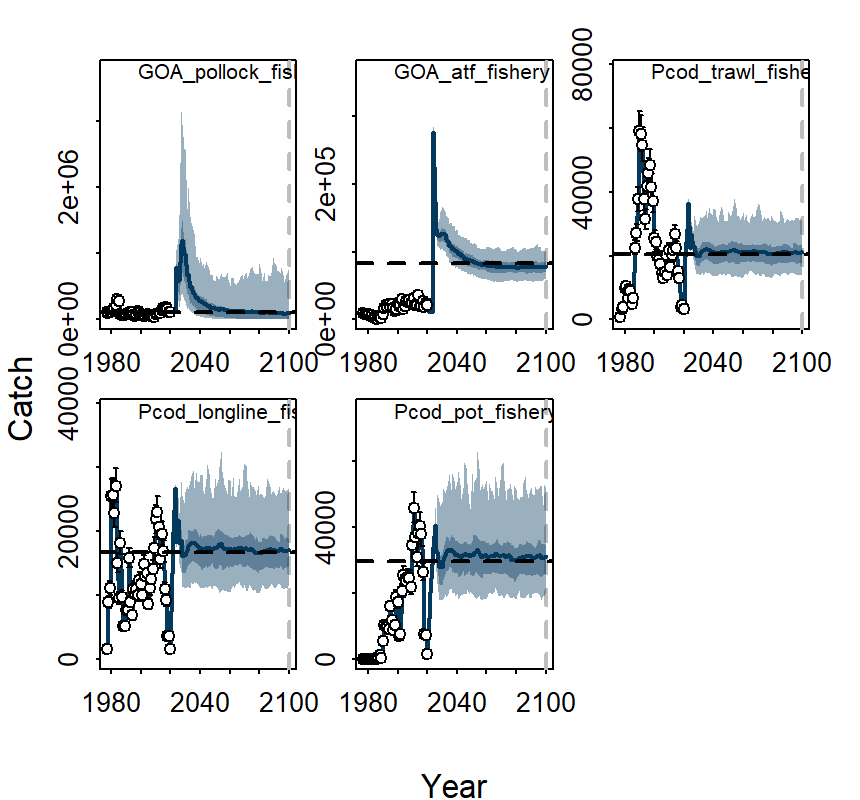 GOA_pollock_fisl
GOA_atf_fishery
Pcod_trawl_fishe
0e+00
2e+06
0e+00
2e+05
0
40000
80000
1980
2040
2100
1980
2040
2100
1980
2040
2100
Catch
Pcod_longline_fis
Pcod_pot_fishery
0
20000
40000
0
40000
1980
2040
2100
1980
2040
2100
Year